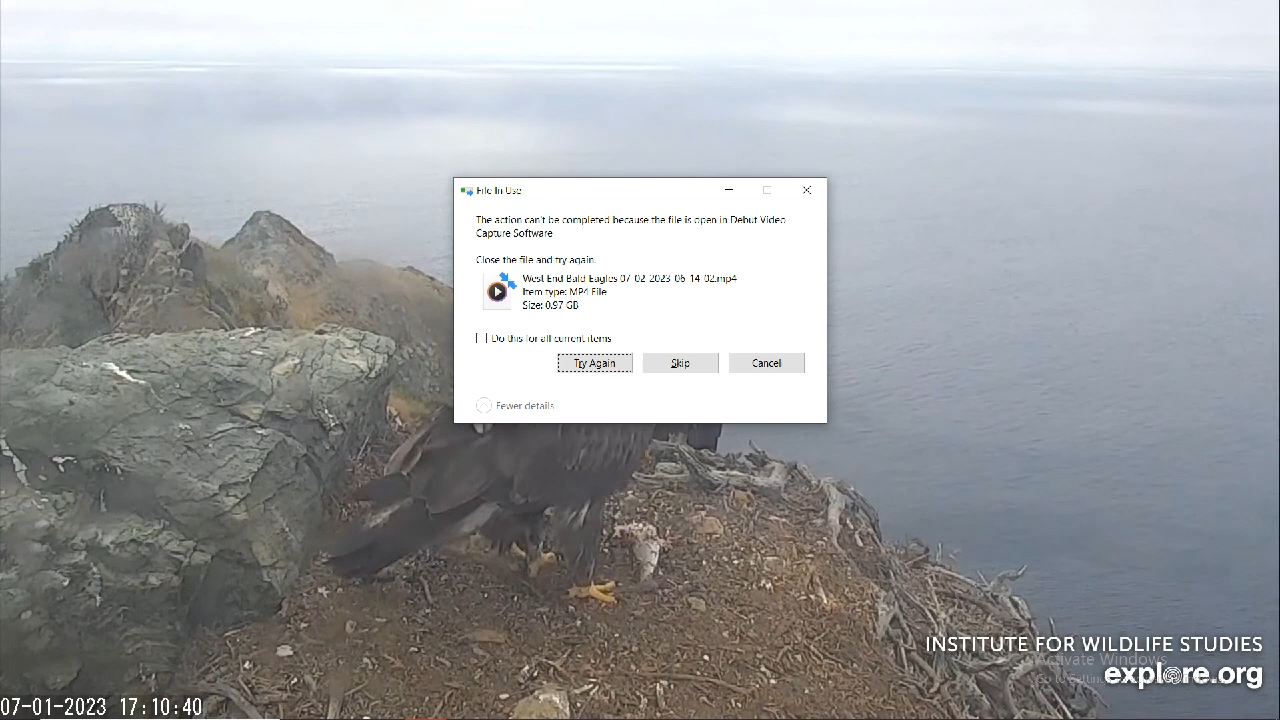 File In Use
The action can't be completed because the file is open in Debut Video
Capture Software
Close the file and try again.
West End Bald Eagles 07-02-2023-06-14-02.mp4
Item type: MP4 File
Size: 0.97 GB
Do this for all current items
Try Again Skip Cancel
Fewer details
INSTITUTE FOR WILDLIFE STUDIES
Activate Windows
explore.org
Go to Settin
07-01-2023 17:10:40